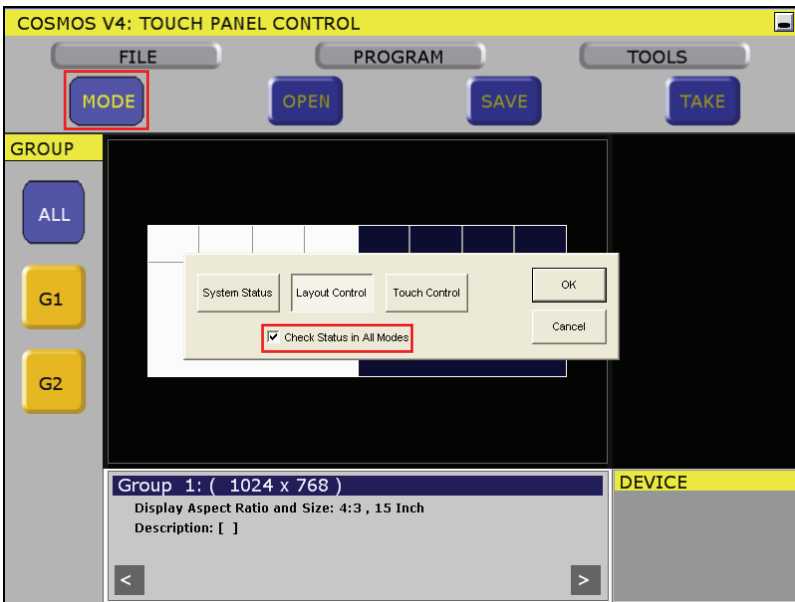 COSMOS V4: TOUCH PANEL CONTROL
FILE PROGRAM TOOLS
MODE OPEN SAVE TAKE
GROUP
ALL
G1
G2
System Status Layout Control Touch Control OK
Check Status in All Modes Cancel
Group 1: ( 1024 x 768 )
Display Aspect Ratio and Size: 4:3 , 15 Inch
Description: [ ]
< >
DEVICE